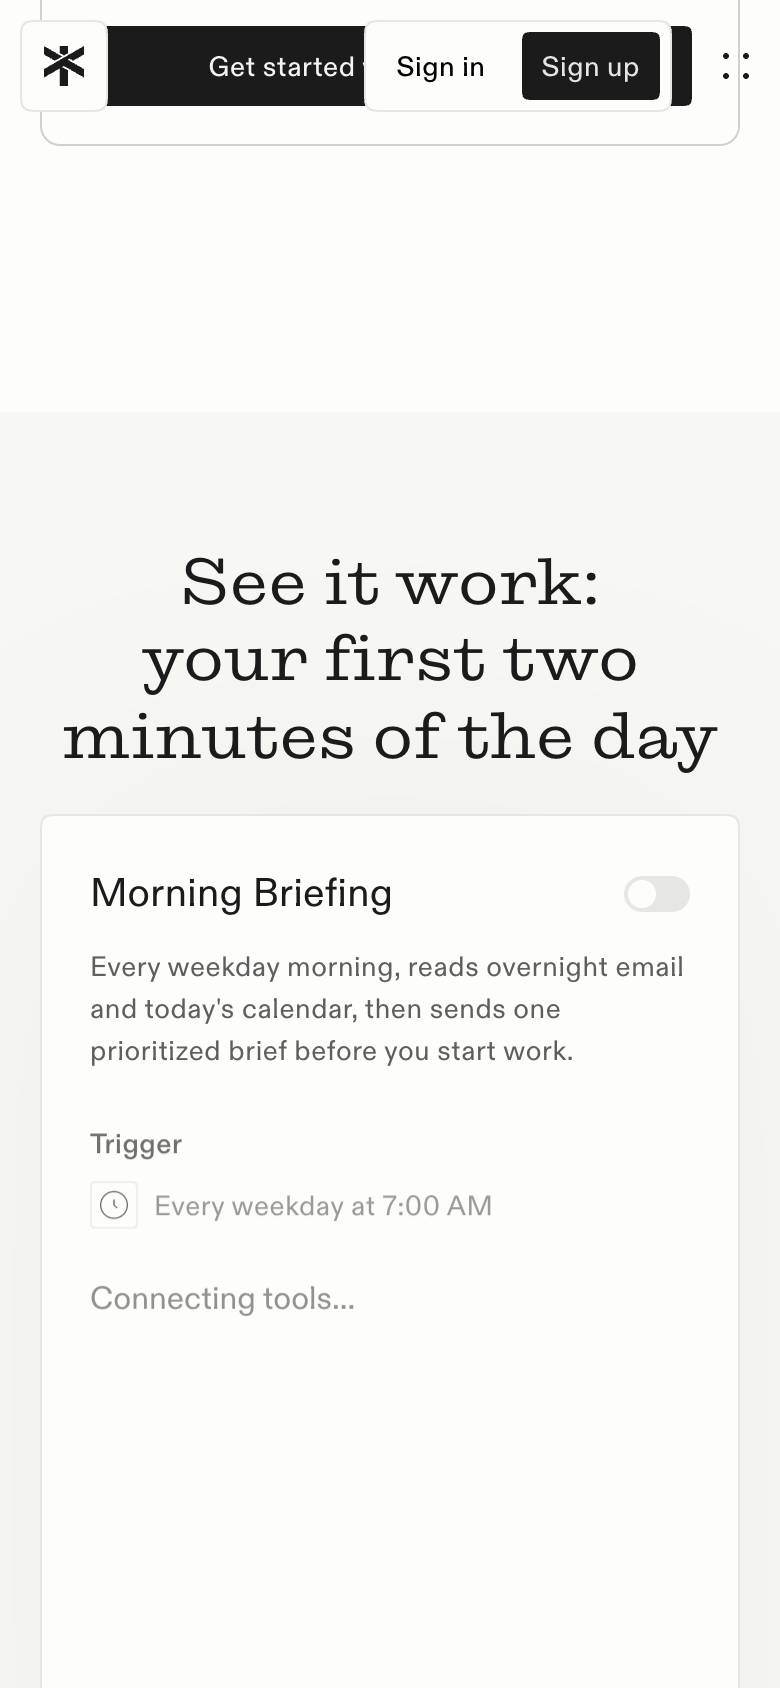 Get started
Sign in
Sign up
See it work:
your first two
minutes of the day
Morning Briefing
Every weekday morning, reads overnight email
and today's calendar, then sends one
prioritized brief before you start work.
Trigger
Every weekday at 7:00 AM
Connecting tools...